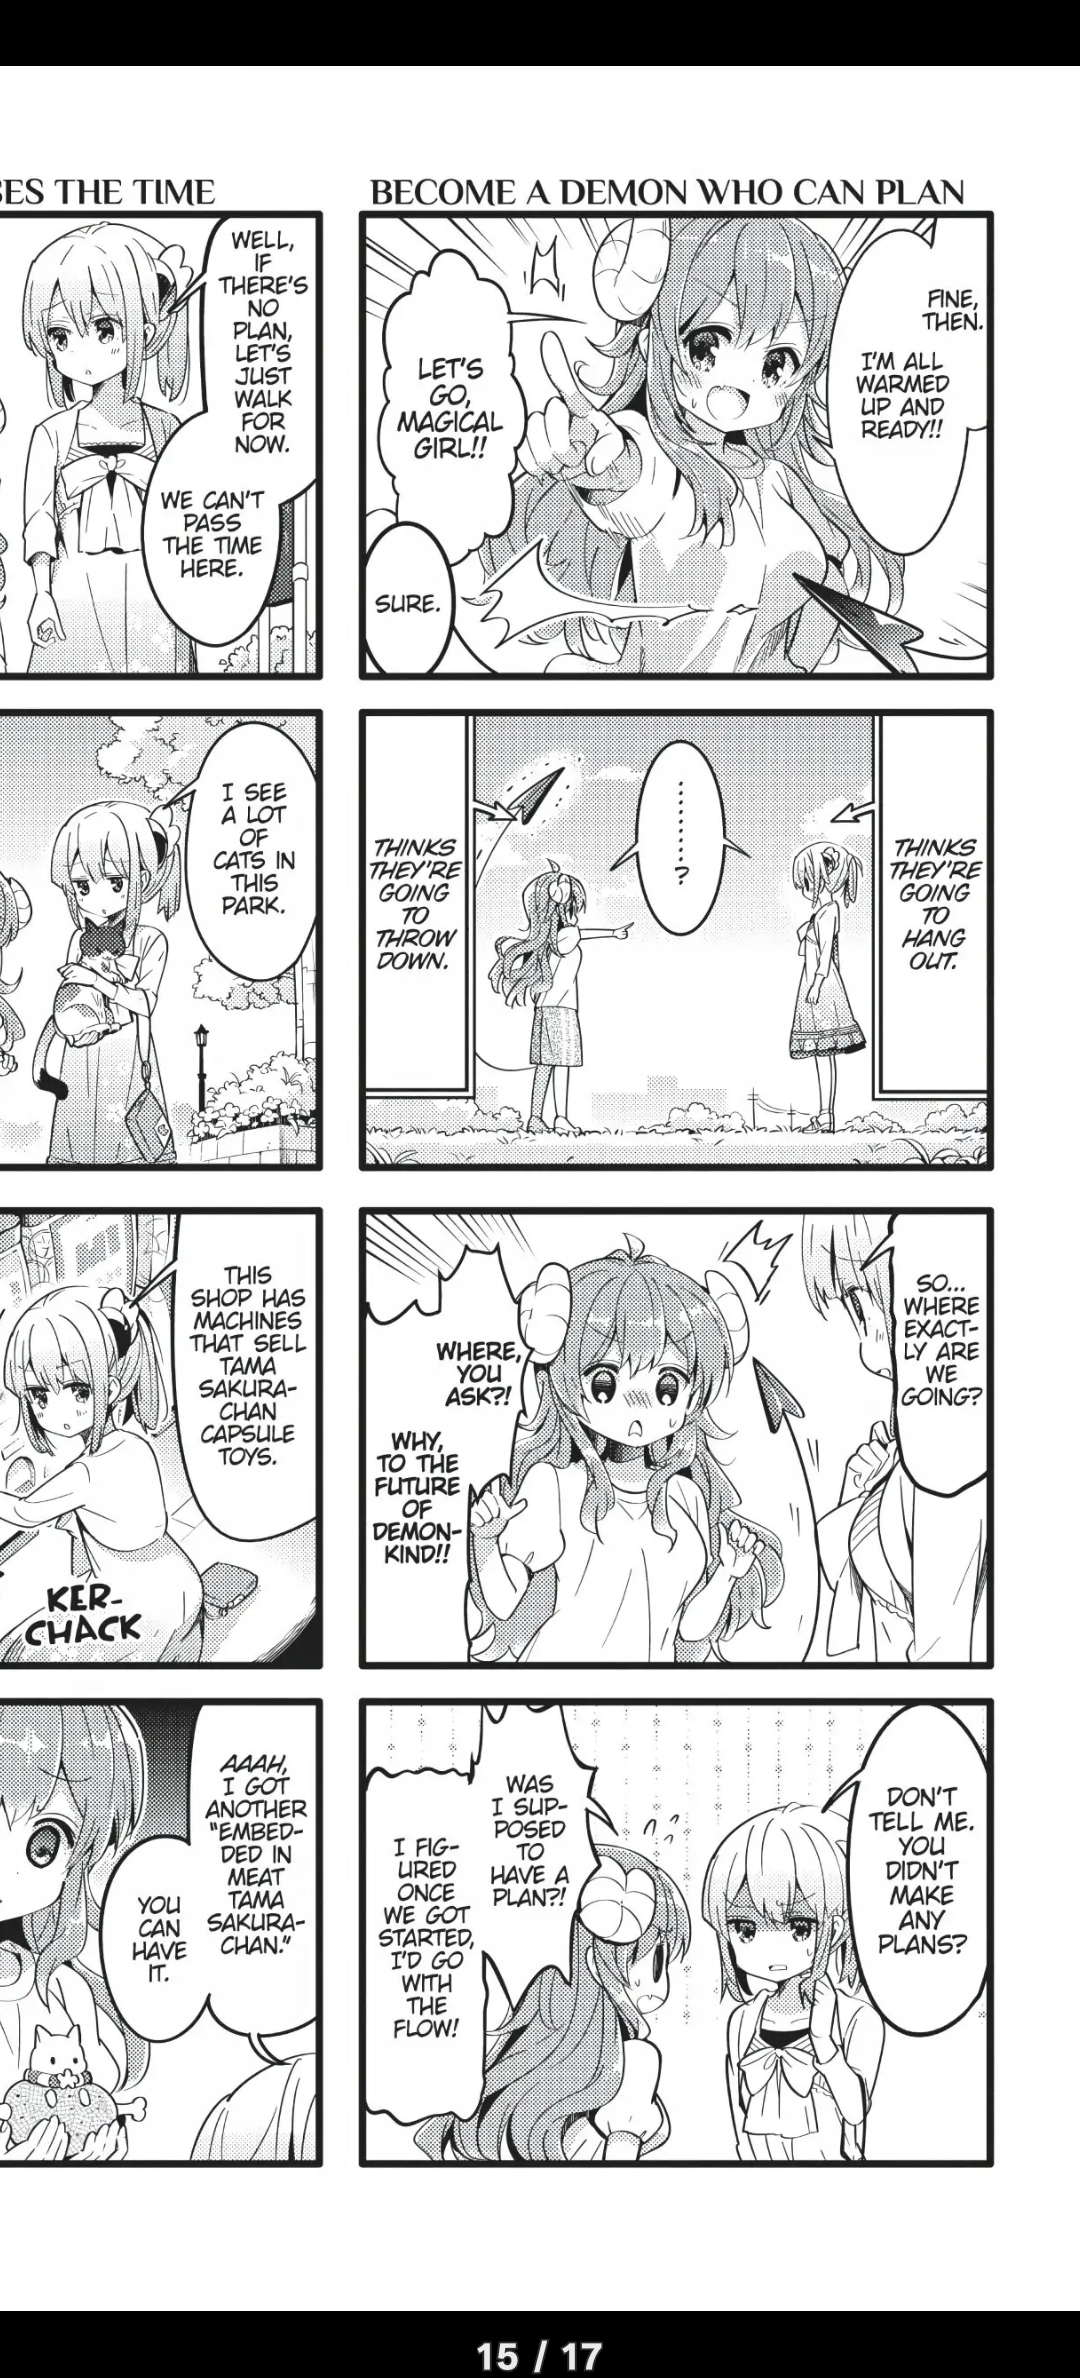 BECOME A DEMON WHO CAN PLAN
FINE,
THEN.
I'M ALL
WARMED
UP AND
READY!!
LET'S
GO,
MAGICAL
GIRL!!
SURE.
THINKS
THEY'RE
GOING
TO
HANG
OUT.
.........?
THINKS
THEY'RE
GOING
TO
THROW
DOWN.
SO...
WHERE
EXACT-
LY ARE
WE
GOING?
WHERE,
YOU
ASK?!
WHY,
TO THE
FUTURE
OF
DEMON-
KIND!!
DON'T
TELL ME.
YOU
DIDN'T
MAKE
ANY
PLANS?
WAS
I SUP-
POSED
TO
HAVE A
PLAN?!
I FIG-
URED
ONCE
WE GOT
STARTED,
I'D GO
WITH
THE
FLOW!
THE TIME
WELL,
IF
THERE'S
NO
PLAN,
LET'S
JUST
WALK
FOR
NOW.
WE CAN'T
PASS
THE TIME
HERE.
I SEE
A LOT
OF
CATS IN
THIS
PARK.
THIS
SHOP HAS
MACHINES
THAT SELL
TAMA
SAKURA-
CHAN
CAPSULE
TOYS.
KER-
CHACK
AAAH,
I GOT
ANOTHER
"EMBED-
DED IN
MEAT
TAMA
SAKURA-
CHAN."
YOU
CAN
HAVE
IT.
15 / 17